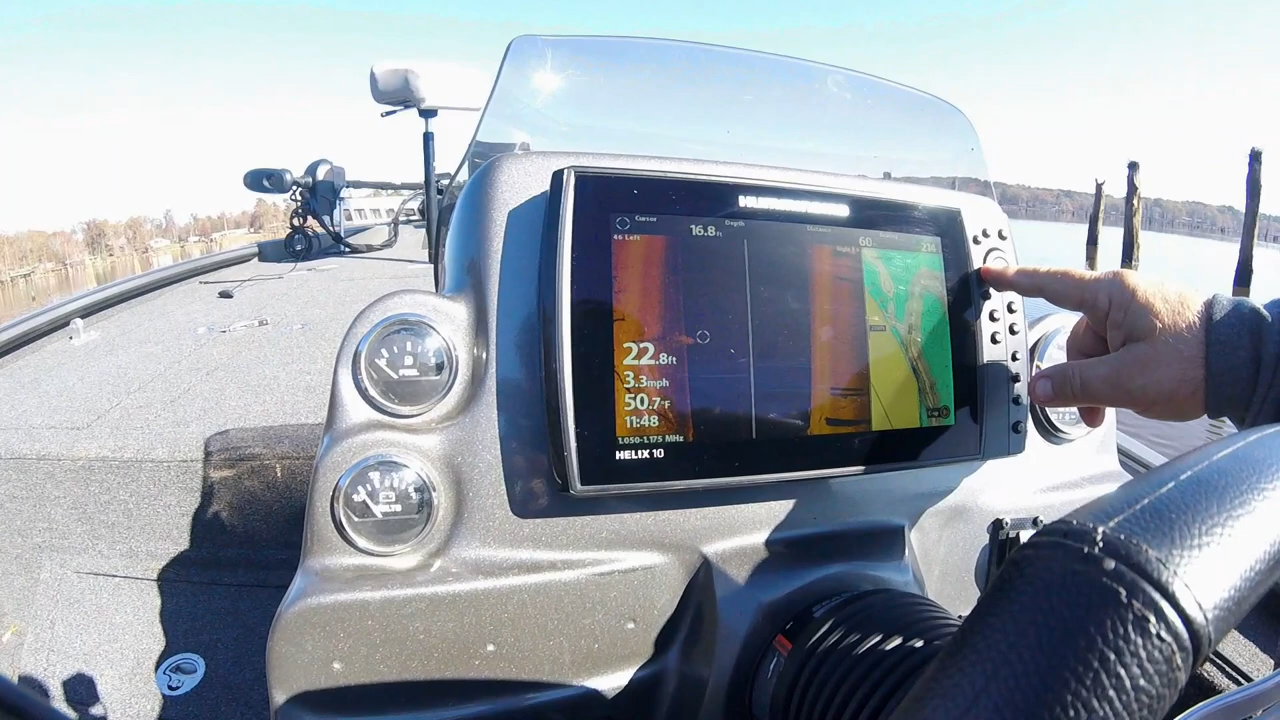 HUMMINBIRD
Cursor
Depth
16.8ft
Distance
60
Bearing
214
46 Left
22.8ft
3.3mph
50.7°F
11:48
1.050-1.175 MHz
HELIX 10
FUEL
VOLTS